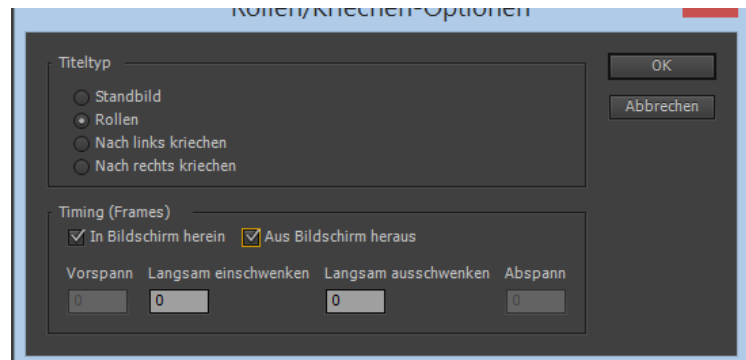 Rollen/Kriechen-Optionen
Titeltyp
OK
Standbild
Abbrechen
Rollen
Nach links kriechen
Nach rechts kriechen
Timing (Frames)
In Bildschirm herein Aus Bildschirm heraus
Vorspann Langsam einschwenken Langsam ausschwenken Abspann
0 0 0 0